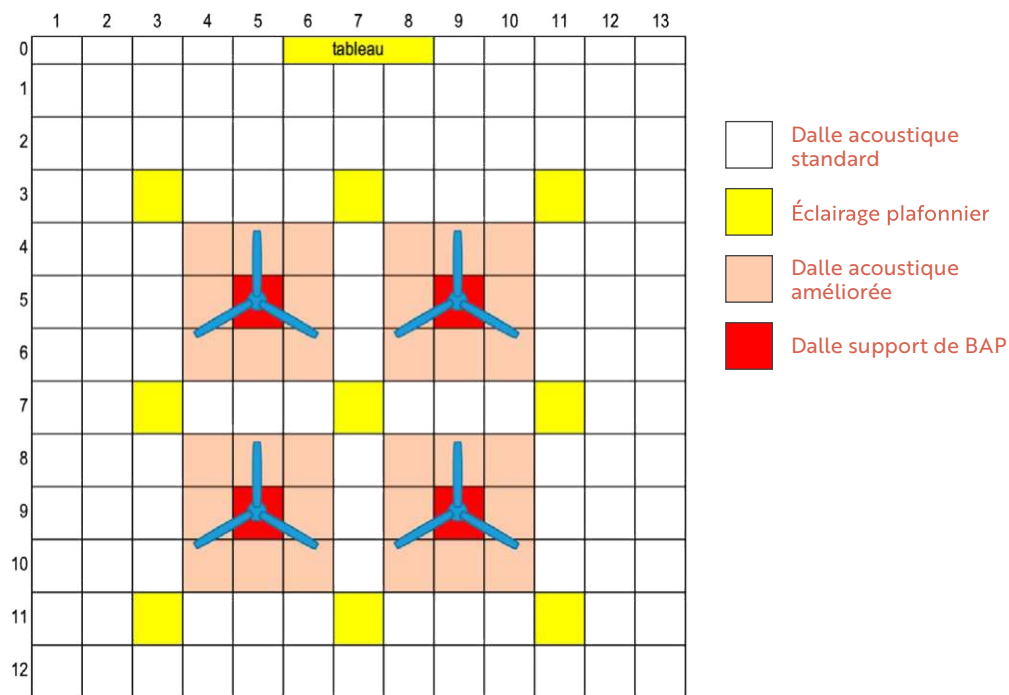 1 2 3 4 5 6 7 8 9 10 11 12 13
0 tableau
1
2
Dalle acoustique
standard
3
Éclairage plafonnier
4
Dalle acoustique
améliorée
5
Dalle support de BAP
6
7
8
9
10
11
12